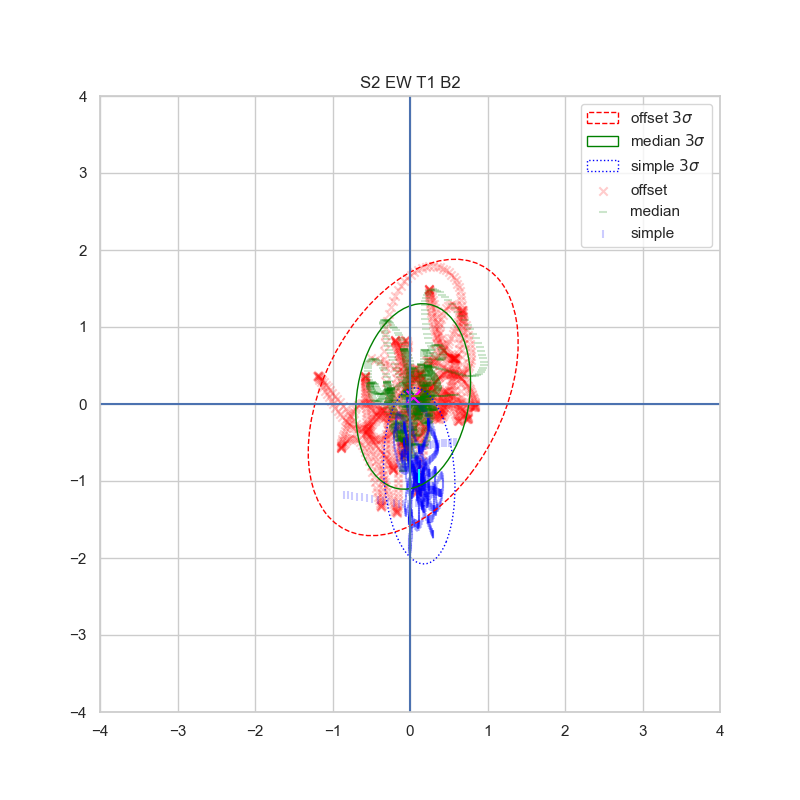 S2 EW T1 B2
4
3
2
1
0
−1
−2
−3
−4
−4 −3 −2 −1 0 1 2 3 4
offset 3σ
median 3σ
simple 3σ
offset
median
simple